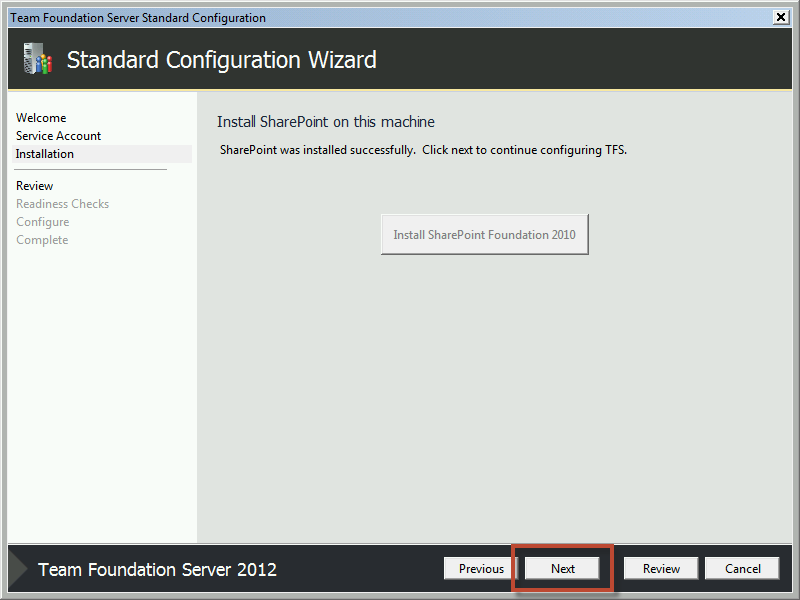 Team Foundation Server Standard Configuration
Standard Configuration Wizard
Welcome
Service Account
Installation
Review
Readiness Checks
Configure
Complete
Install SharePoint on this machine
SharePoint was installed successfully. Click next to continue configuring TFS.
Install SharePoint Foundation 2010
Team Foundation Server 2012
Previous
Next
Review
Cancel